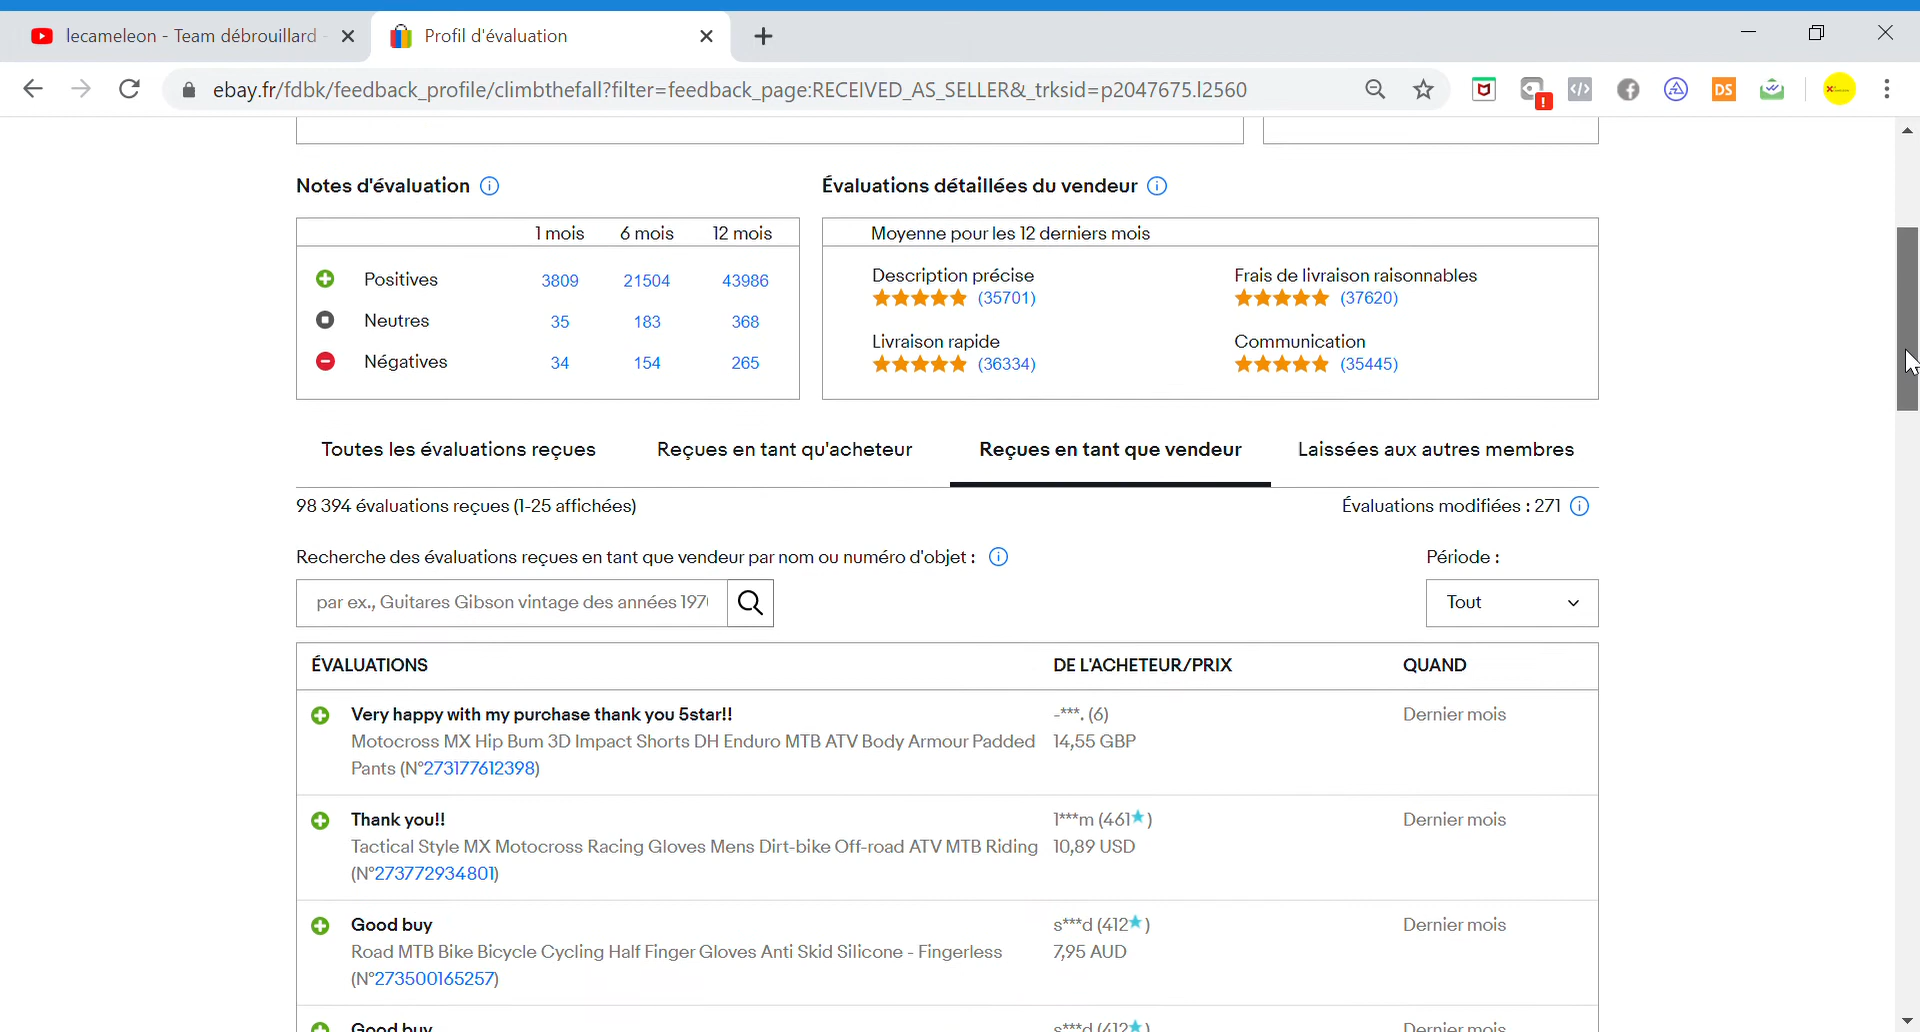 lecameleon - Team débrouillard -
Profil d'évaluation
ebay.fr/fdbk/feedback_profile/climbthefall?filter=feedback_page:RECEIVED_AS_SELLER&_trksid=p2047675.l2560
DS
Notes d'évaluation
Évaluations détaillées du vendeur
1 mois 6 mois 12 mois
Moyenne pour les 12 derniers mois
Positives 3809 21504 43986
Neutres 35 183 368
Négatives 34 154 265
Description précise
(35701)
Frais de livraison raisonnables
(37620)
Livraison rapide
(36334)
Communication
(35445)
Toutes les évaluations reçues Reçues en tant qu'acheteur Reçues en tant que vendeur Laissées aux autres membres
98 394 évaluations reçues (1-25 affichées)
Évaluations modifiées : 271
Recherche des évaluations reçues en tant que vendeur par nom ou numéro d'objet :
Période :
par ex., Guitares Gibson vintage des années 197
Tout
ÉVALUATIONS DE L'ACHETEUR/PRIX QUAND
Very happy with my purchase thank you 5star!! -***. (6) Dernier mois
Motocross MX Hip Bum 3D Impact Shorts DH Enduro MTB ATV Body Armour Padded 14,55 GBP
Pants (N°273177612398)
Thank you!! 1***m (461) Dernier mois
Tactical Style MX Motocross Racing Gloves Mens Dirt-bike Off-road ATV MTB Riding 10,89 USD
(N°273772934801)
Good buy s***d (412) Dernier mois
Road MTB Bike Bicycle Cycling Half Finger Gloves Anti Skid Silicone - Fingerless 7,95 AUD
(N°273500165257)
Good buy s***d (412) Dernier mois